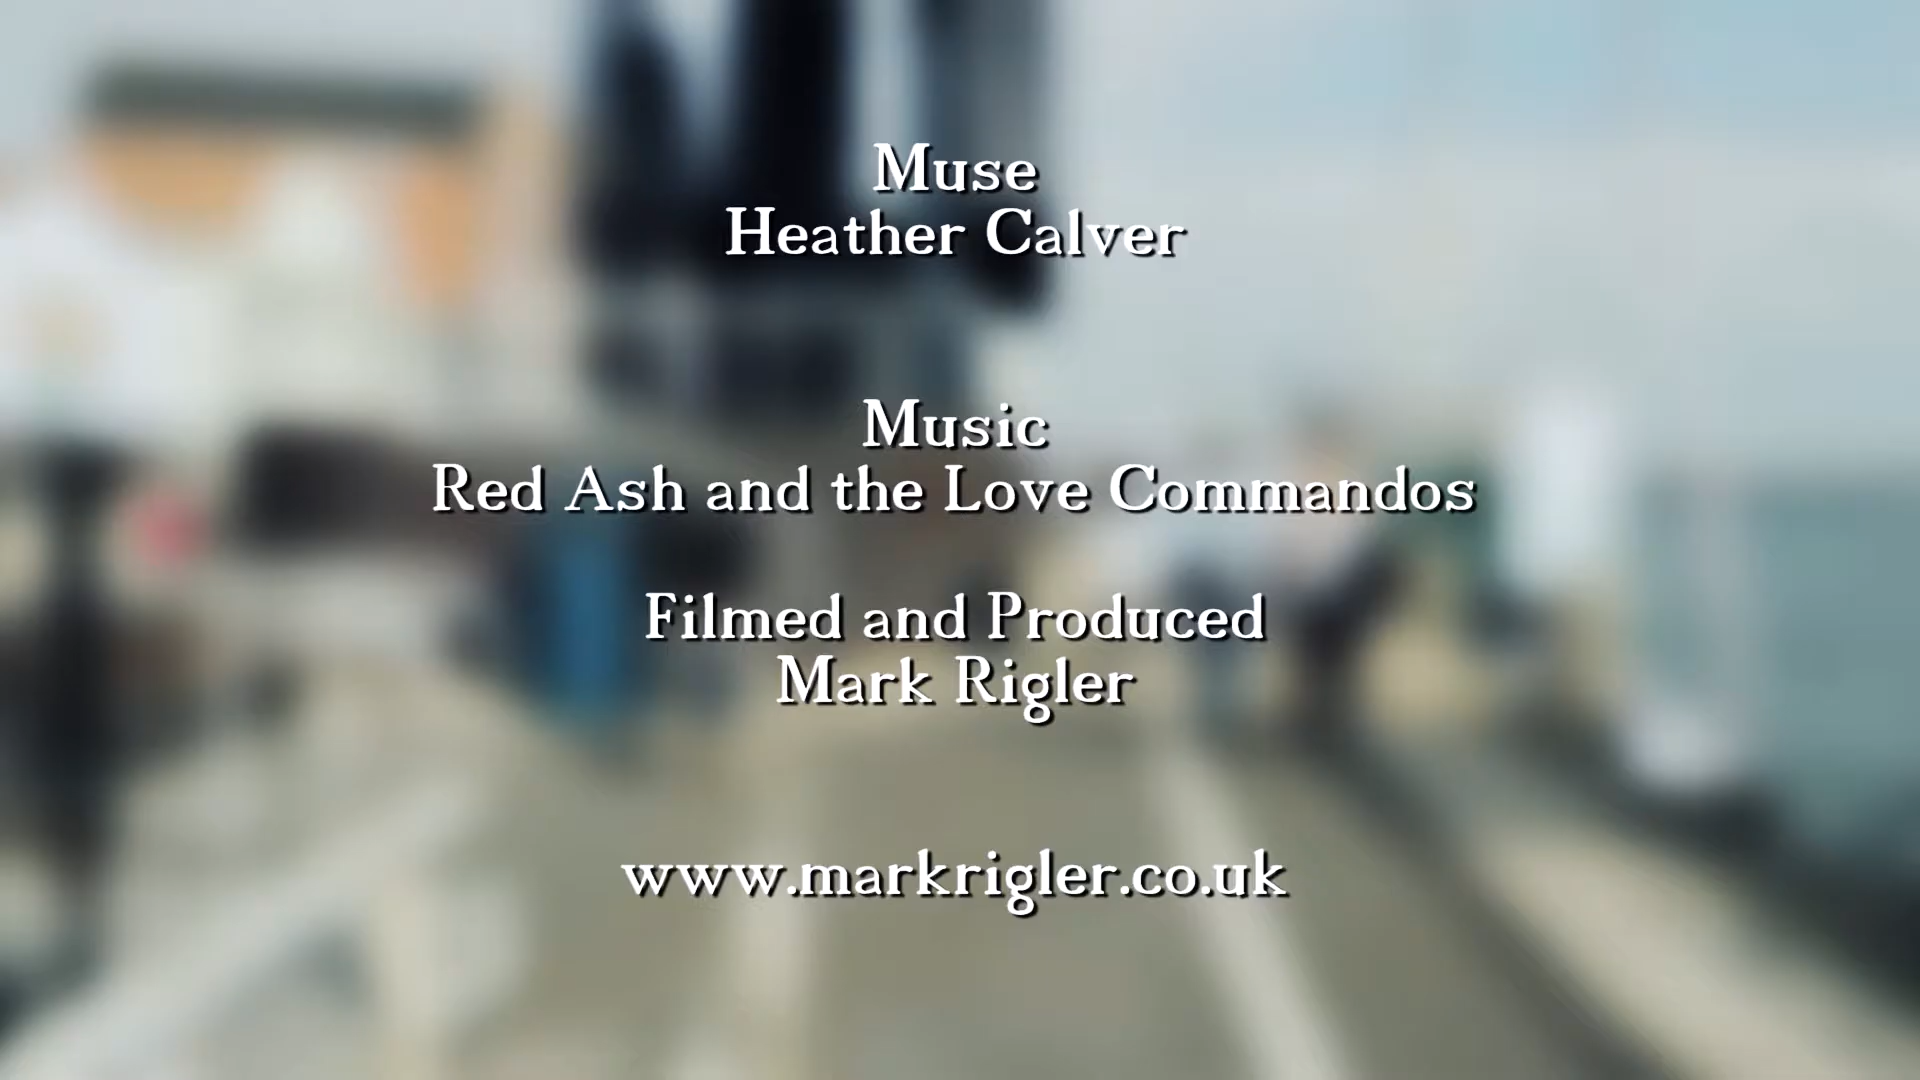 Muse
Heather Calver
Music
Red Ash and the Love Commandos
Filmed and Produced
Mark Rigler
www.markrigler.co.uk